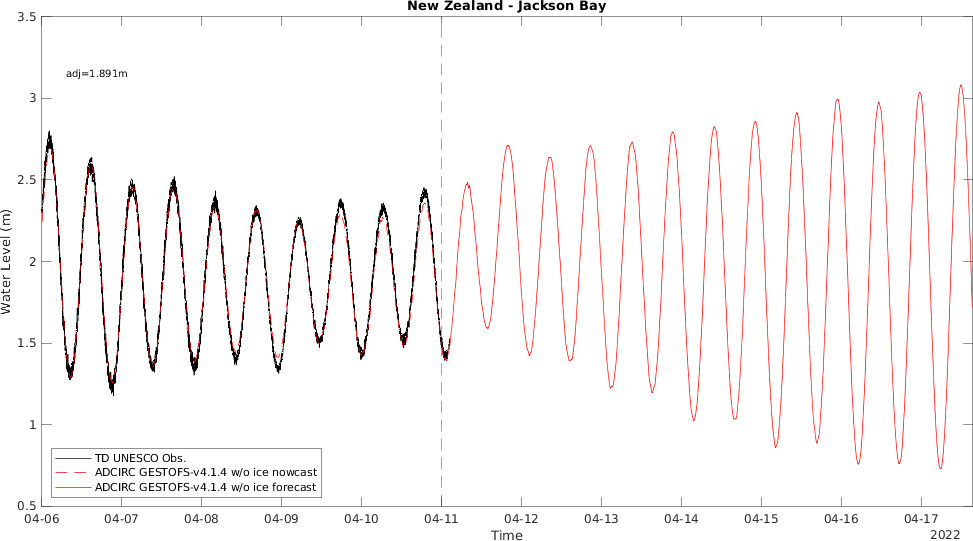 New Zealand - Jackson Bay
adj=1.891m
Water Level (m)
3.5
3
2.5
2
1.5
1
0.5
TD UNESCO Obs.
ADCIRC GESTOFS-v4.1.4 w/o ice nowcast
ADCIRC GESTOFS-v4.1.4 w/o ice forecast
04-06 04-07 04-08 04-09 04-10 04-11 04-12 04-13 04-14 04-15 04-16 04-17
Time
2022